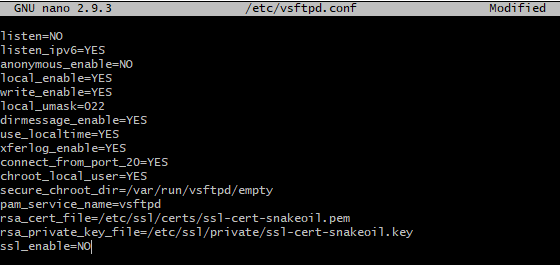 GNU nano 2.9.3 /etc/vsftpd.conf Modified
listen=NO
listen_ipv6=YES
anonymous_enable=NO
local_enable=YES
write_enable=YES
local_umask=022
dirmessage_enable=YES
use_localtime=YES
xferlog_enable=YES
connect_from_port_20=YES
chroot_local_user=YES
secure_chroot_dir=/var/run/vsftpd/empty
pam_service_name=vsftpd
rsa_cert_file=/etc/ssl/certs/ssl-cert-snakeoil.pem
rsa_private_key_file=/etc/ssl/private/ssl-cert-snakeoil.key
ssl_enable=NO